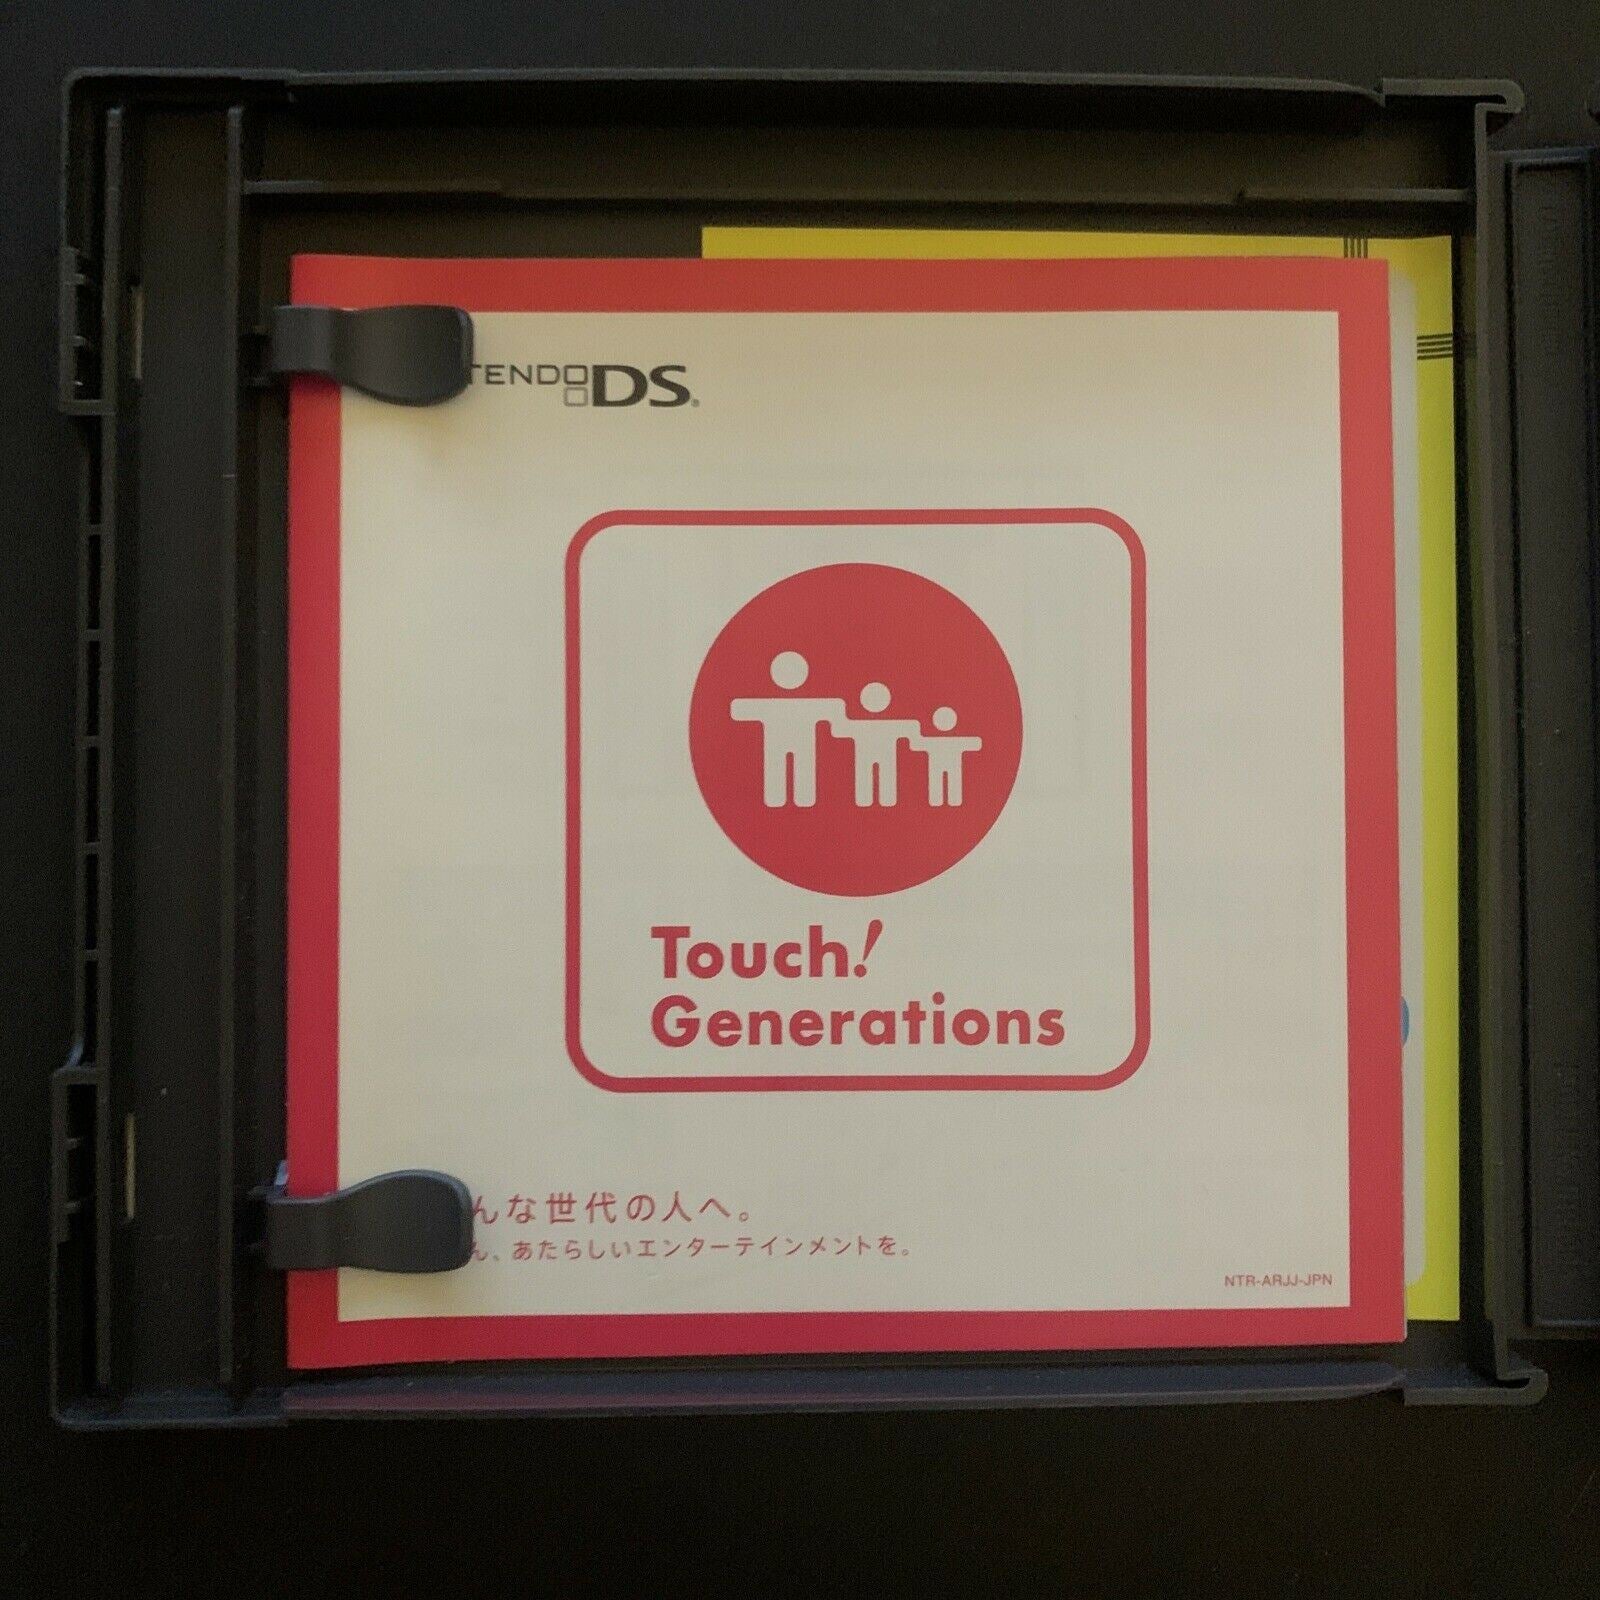 TENDO DS
Touch!
Generations
んな世代の人へ。
ん、あたらしいエンターテインメントを。
NTR-ARJJ-JPN